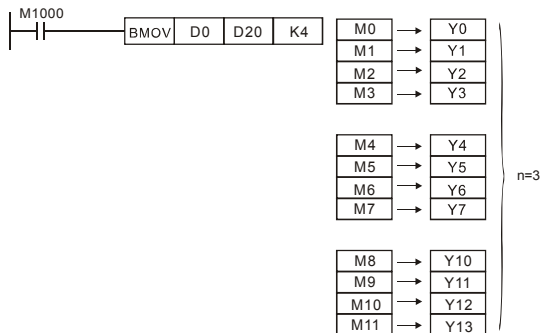 M1000
BMOV D0 D20 K4
M0 → Y0
M1 → Y1
M2 → Y2
M3 → Y3
M4 → Y4
M5 → Y5
M6 → Y6
M7 → Y7
n=3
M8 → Y10
M9 → Y11
M10 → Y12
M11 → Y13